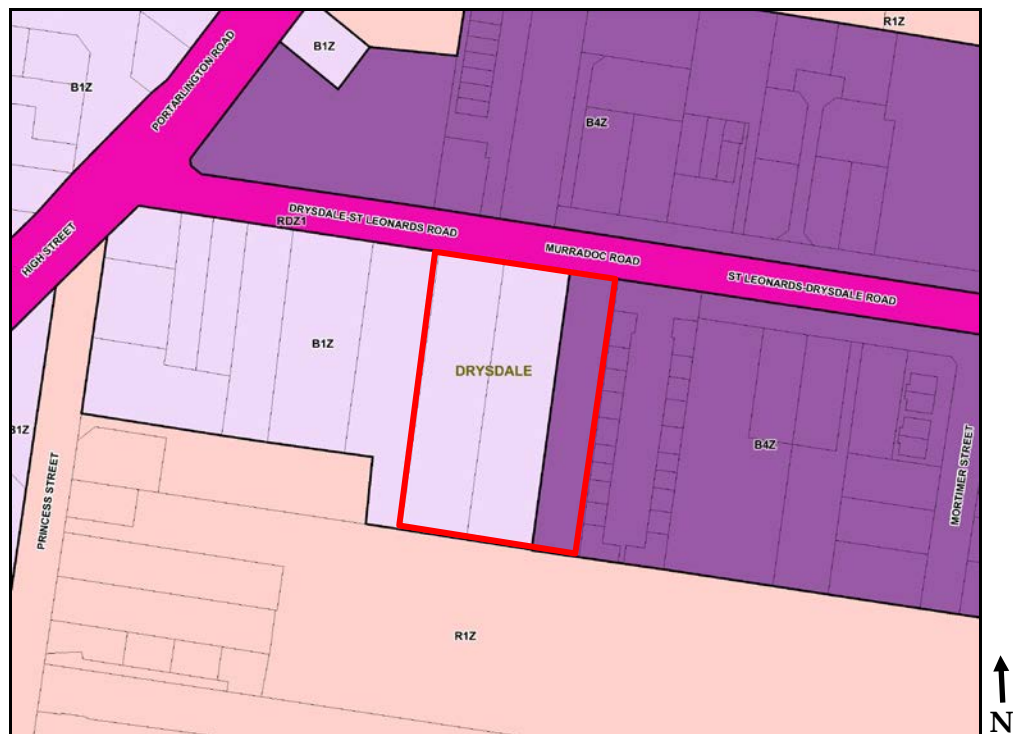 R1Z
B1Z
PORTARLINGTON ROAD
B1Z
B4Z
DRYSDALE-ST LEONARDS ROAD
RDZ1
HIGH STREET
MURRADOC ROAD
ST LEONARDS-DRYSDALE ROAD
B1Z
DRYSDALE
B1Z
B4Z
PRINCESS STREET
MORTIMER STREET
R1Z
N